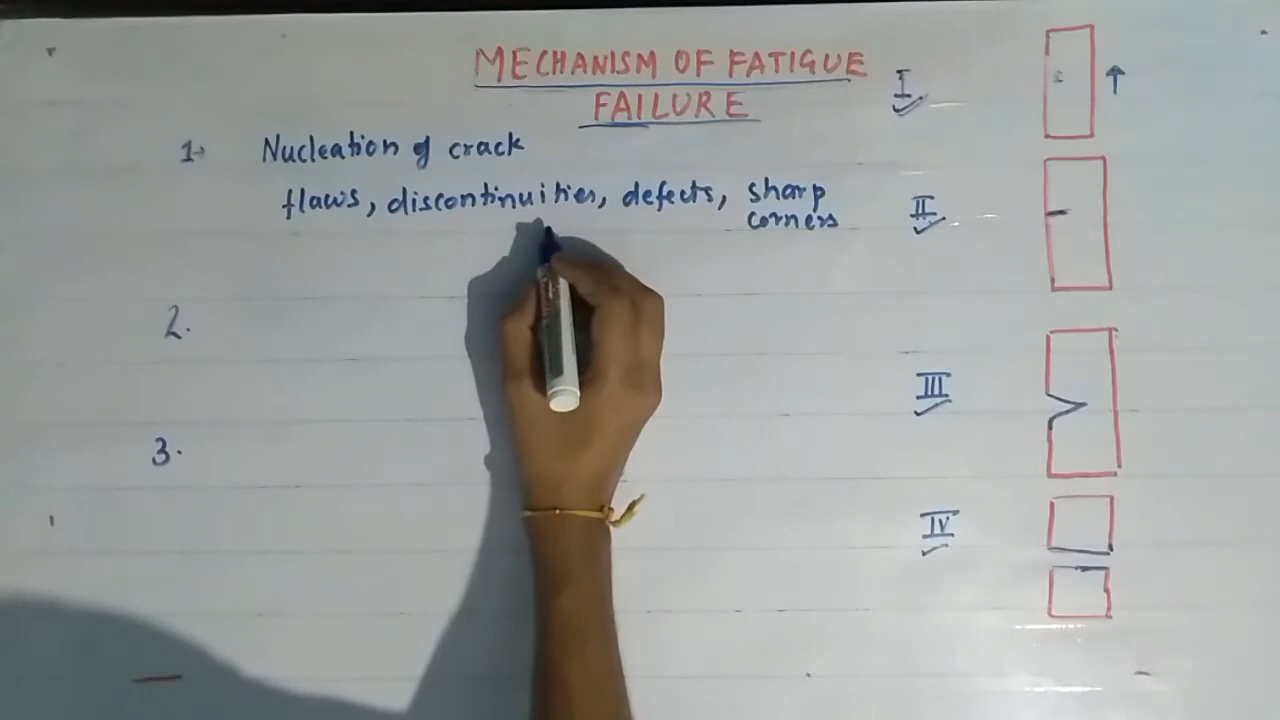 MECHANISM OF FATIGUE
FAILURE
1. Nucleation of crack
flaws, discontinuities, defects, sharp
corners
2.
3.
I
II
III
IV